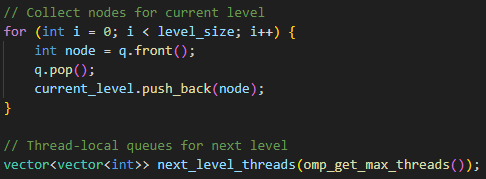 // Collect nodes for current level
for (int i = 0; i < level_size; i++) {
    int node = q.front();
    q.pop();
    current_level.push_back(node);
}

// Thread-local queues for next level
vector<vector<int>> next_level_threads(omp_get_max_threads());